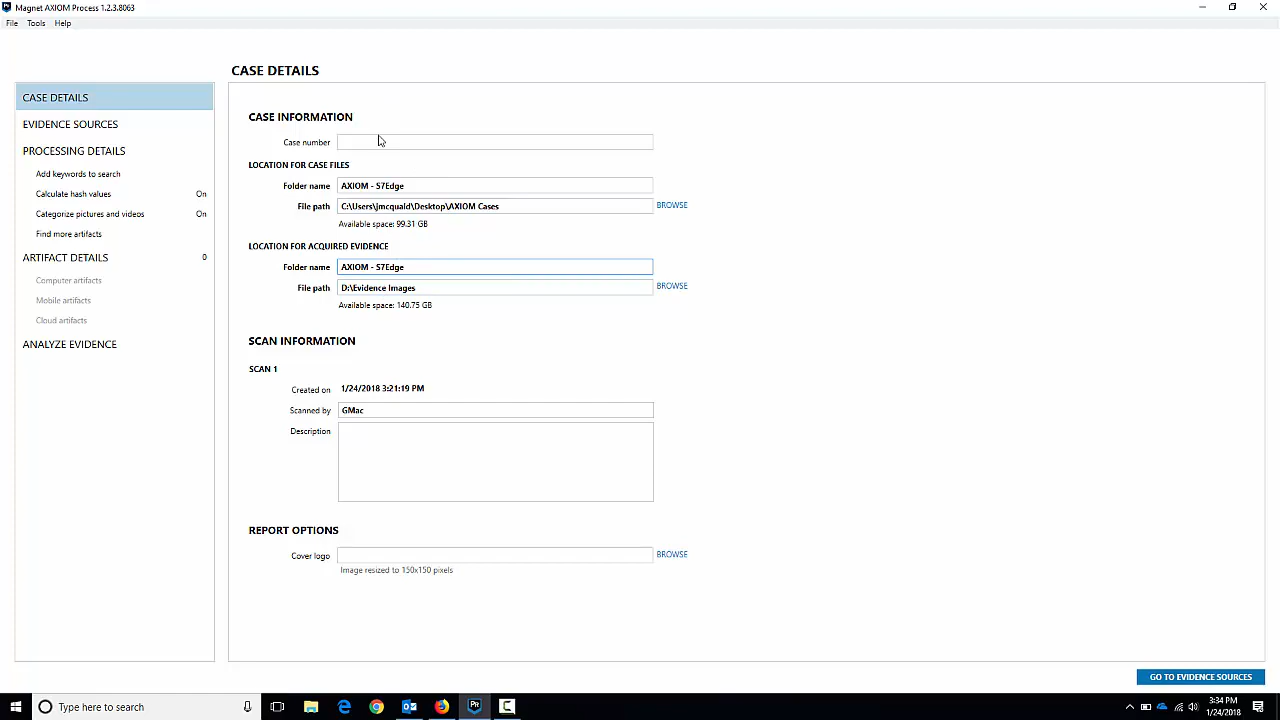 Magnet AXIOM Process 1.2.3.8063
File Tools Help
CASE DETAILS
CASE DETAILS
EVIDENCE SOURCES
PROCESSING DETAILS
Add keywords to search
Calculate hash values On
Categorize pictures and videos On
Find more artifacts
ARTIFACT DETAILS 0
Computer artifacts
Mobile artifacts
Cloud artifacts
ANALYZE EVIDENCE
CASE INFORMATION
Case number
LOCATION FOR CASE FILES
Folder name AXIOM - S7Edge
File path C:\Users\jmcquaid\Desktop\AXIOM Cases BROWSE
Available space: 99.31 GB
LOCATION FOR ACQUIRED EVIDENCE
Folder name AXIOM - S7Edge
File path D:\Evidence Images BROWSE
Available space: 140.75 GB
SCAN INFORMATION
SCAN 1
Created on 1/24/2018 3:21:19 PM
Scanned by GMac
Description
REPORT OPTIONS
Cover logo BROWSE
Image resized to 150x150 pixels
GO TO EVIDENCE SOURCES
Type here to search
3:34 PM
1/24/2018